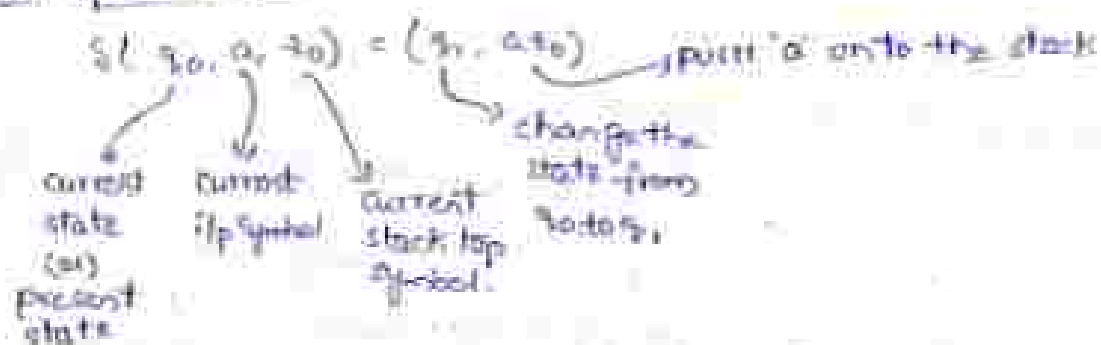 δ( q₀, a, z₀) = (q₁, az₀) → push 'a' onto the stack
change the
state from
q₀ to q₁
current
state
(or)
present
state
current
i/p symbol
current
stack top
symbol.